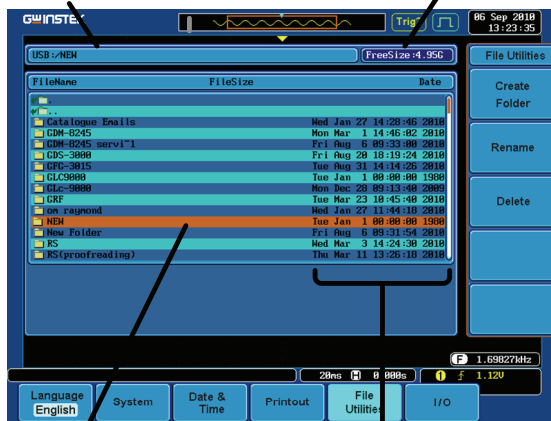 GWINSTEK
Trig?
06 Sep 2010
13:23:35
USB:/NEW
FreeSize:4.95G
File Utilities
FileName FileSize Date
.
..
Catalogue Emails Wed Jan 27 14:28:46 2010
GDM-8245 Mon Mar 1 14:46:02 2010
GDM-8245 servi~1 Fri Aug 6 09:33:00 2010
GDS-3000 Fri Aug 20 18:19:24 2010
GFG-3015 Tue Aug 31 14:14:26 2010
GLC9000 Tue Jan 1 00:00:00 1980
GLc-9000 Mon Dec 28 09:13:40 2009
GRF Tue Mar 23 10:45:40 2010
om raymond Wed Jan 27 11:44:18 2010
NEW Tue Jan 1 00:00:00 1980
New Folder Fri Aug 6 09:31:54 2010
RS Wed Mar 3 14:24:30 2010
RS(proofreading) Thu Mar 11 13:26:18 2010
Create
Folder
Rename
Delete
F 1.69827kHz
20ms H 0.000s
1 1.12V
Language
English
System
Date &
Time
Printout
File
Utilities
I/O